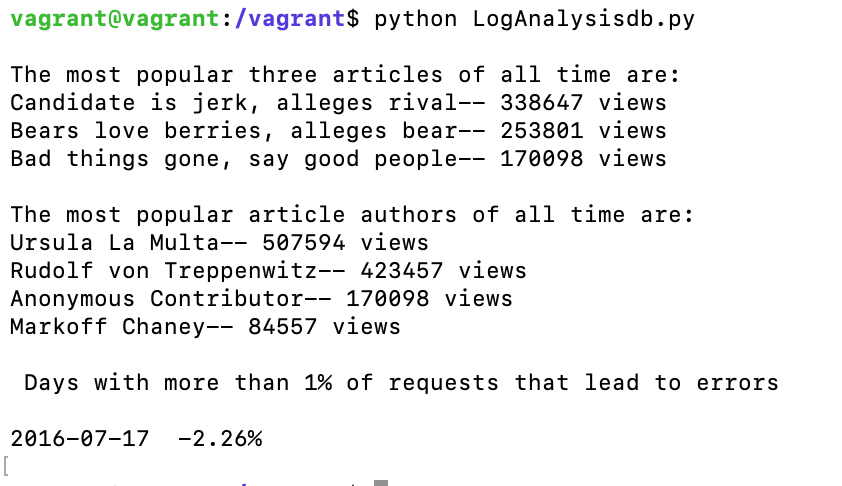 vagrant@vagrant:/vagrant$ python LogAnalysisdb.py
The most popular three articles of all time are:
Candidate is jerk, alleges rival-- 338647 views
Bears love berries, alleges bear-- 253801 views
Bad things gone, say good people-- 170098 views
The most popular article authors of all time are:
Ursula La Multa-- 507594 views
Rudolf von Treppenwitz-- 423457 views
Anonymous Contributor-- 170098 views
Markoff Chaney-- 84557 views
Days with more than 1% of requests that lead to errors
2016-07-17  -2.26%
[